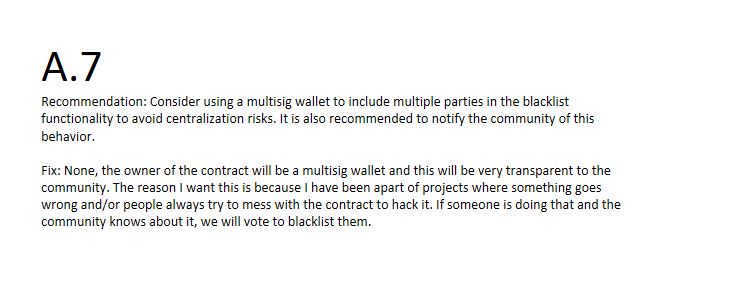 A.7
Recommendation: Consider using a multisig wallet to include multiple parties in the blacklist
functionality to avoid centralization risks. It is also recommended to notify the community of this
behavior.
Fix: None, the owner of the contract will be a multisig wallet and this will be very transparent to the
community. The reason I want this is because I have been apart of projects where something goes
wrong and/or people always try to mess with the contract to hack it. If someone is doing that and the
community knows about it, we will vote to blacklist them.